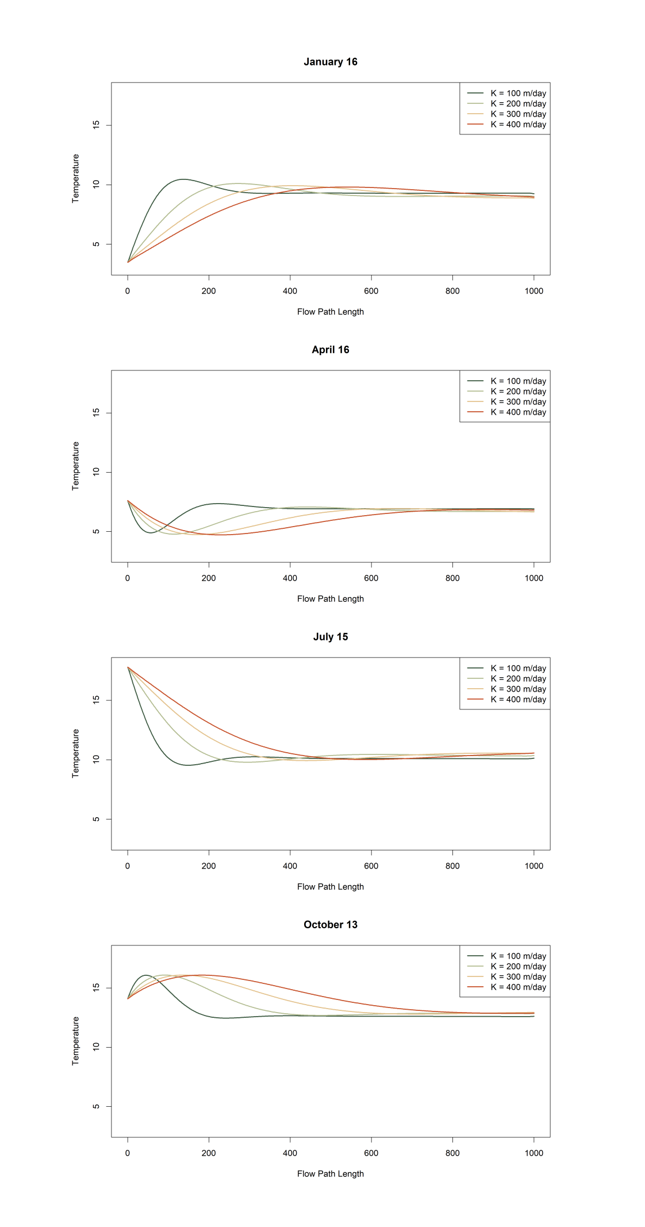 January 16
K = 100 m/day
K = 200 m/day
K = 300 m/day
K = 400 m/day
15
10
5
Temperature
0 200 400 600 800 1000
Flow Path Length
April 16
K = 100 m/day
K = 200 m/day
K = 300 m/day
K = 400 m/day
15
10
5
Temperature
0 200 400 600 800 1000
Flow Path Length
July 15
K = 100 m/day
K = 200 m/day
K = 300 m/day
K = 400 m/day
15
10
5
Temperature
0 200 400 600 800 1000
Flow Path Length
October 13
K = 100 m/day
K = 200 m/day
K = 300 m/day
K = 400 m/day
15
10
5
Temperature
0 200 400 600 800 1000
Flow Path Length